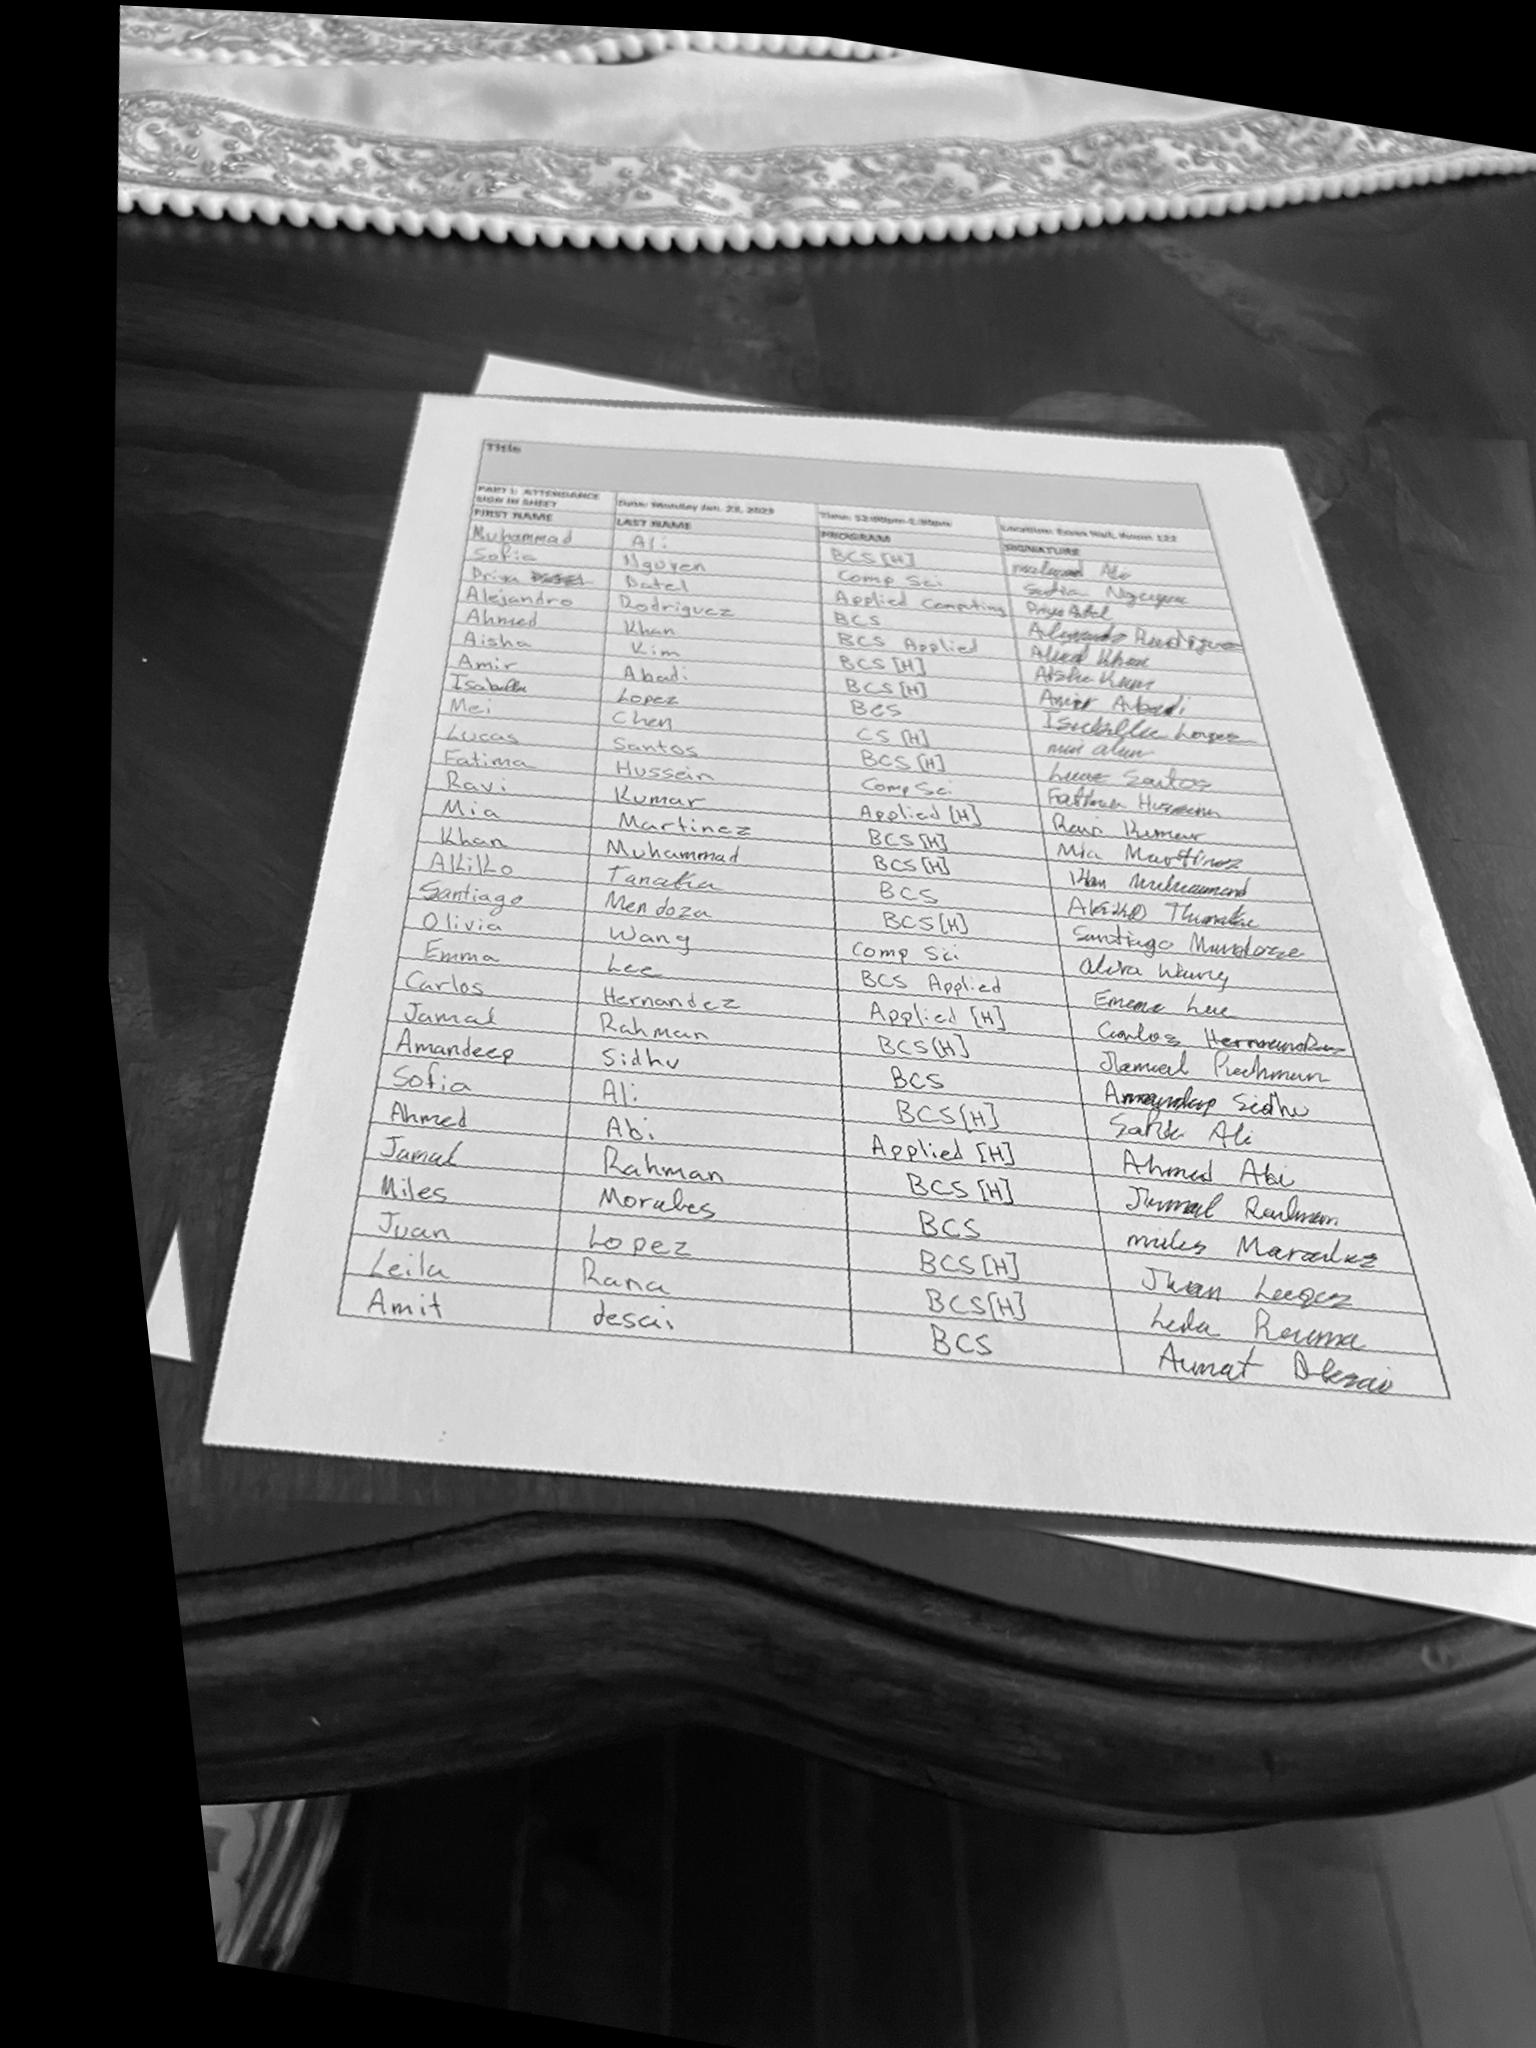 Title
PART 1: ATTENDANCE SIGN IN SHEET Date: Monday Jan. 23, 2023 Time: 12:00pm-1:30pm Location: Hall, Room 122
FIRST NAME LAST NAME PROGRAM SIGNATURE
Muhammad Ali BCS [H] Ali
Sofia Nguyen Comp Sci Sofia Nguyen
Priya Patel Applied Computing Priya Patel
Alejandro Rodriguez BCS Alejandro Rodriguez
Ahmed Khan BCS Applied Ahmed Khan
Aisha Kim BCS [H] Aisha Kim
Amir Abadi BCS [H] Amir Abadi
Isabella Lopez BCS Isabella Lopez
Mei Chen CS [H] mei chen
Lucas Santos BCS [H] Lucas Santos
Fatima Hussein Comp Sci Fatima Hussein
Ravi Kumar Applied [H] Ravi Kumar
Mia Martinez BCS [H] Mia Martinez
Khan Muhammad BCS [H] Khan Muhammad
Akikko Tanaka BCS Akiko Tanaka
Santiago Mendoza BCS [H] Santiago Mendoza
Olivia Wang Comp Sci Olivia Wang
Emma Lee BCS Applied Emma Lee
Carlos Hernandez Applied [H] Carlos Hernandez
Jamal Rahman BCS [H] Jamal Rahman
Amandeep Sidhu BCS Amandeep Sidhu
Sofia Ali BCS [H] Sofia Ali
Ahmed Abi Applied [H] Ahmed Abi
Jamal Rahman BCS [H] Jamal Rahman
Miles Morales BCS miles Morales
Juan Lopez BCS [H] Juan Lopez
Leila Rana BCS [H] Leila Rana
Amit desai BCS Amit Desai